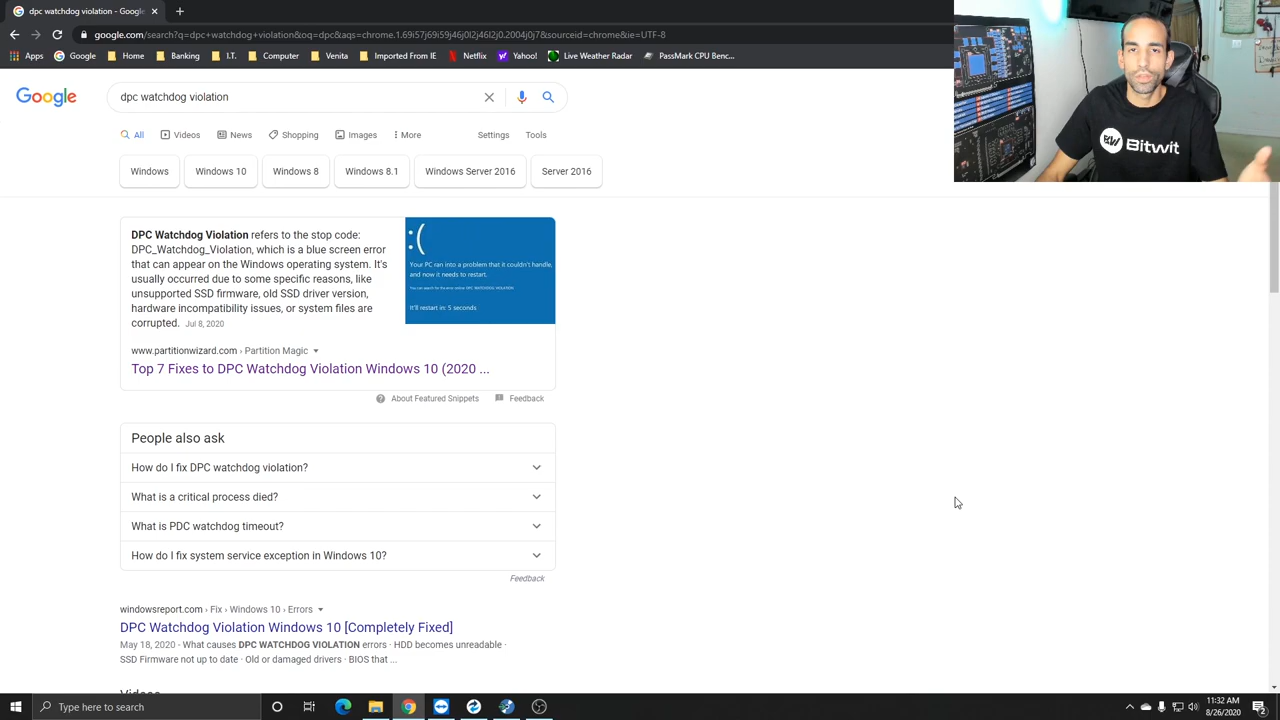 dpc watchdog violation - Google
google.com/search?q=dpc+watchdog+violation
chrome.1.69i57j69i59j46j0l2j46l2j0.2004j0j7&sourceid=chrome&ie=UTF-8
Apps Google Home Banking I.T. Computer Venita Imported From IE Netflix Yahoo! Live Weather Radar PassMark CPU Benc...
Google
dpc watchdog violation
All Videos News Shopping Images More Settings Tools
Windows Windows 10 Windows 8 Windows 8.1 Windows Server 2016 Server 2016
DPC Watchdog Violation refers to the stop code:
DPC_Watchdog_Violation, which is a blue screen error
that can appear on the Windows operating system. It's
usually occurred due to some specific reasons, like
unsupported SSD firmware, old SSD driver version,
hardware incompatibility issues, or system files are
corrupted. Jul 8, 2020
:(
Your PC ran into a problem that it couldn't handle,
and now it needs to restart.
You can search for the error online: DPC WATCHDOG VIOLATION
It'll restart in: 5 seconds
www.partitionwizard.com › Partition Magic
Top 7 Fixes to DPC Watchdog Violation Windows 10 (2020 ...
About Featured Snippets Feedback
People also ask
How do I fix DPC watchdog violation?
What is a critical process died?
What is PDC watchdog timeout?
How do I fix system service exception in Windows 10?
Feedback
windowsreport.com › Fix › Windows 10 › Errors
DPC Watchdog Violation Windows 10 [Completely Fixed]
May 18, 2020 · What causes DPC WATCHDOG VIOLATION errors · HDD becomes unreadable ·
SSD Firmware not up to date · Old or damaged drivers · BIOS that ...
Videos
Bitwit
Type here to search
11:32 AM
8/26/2020
2